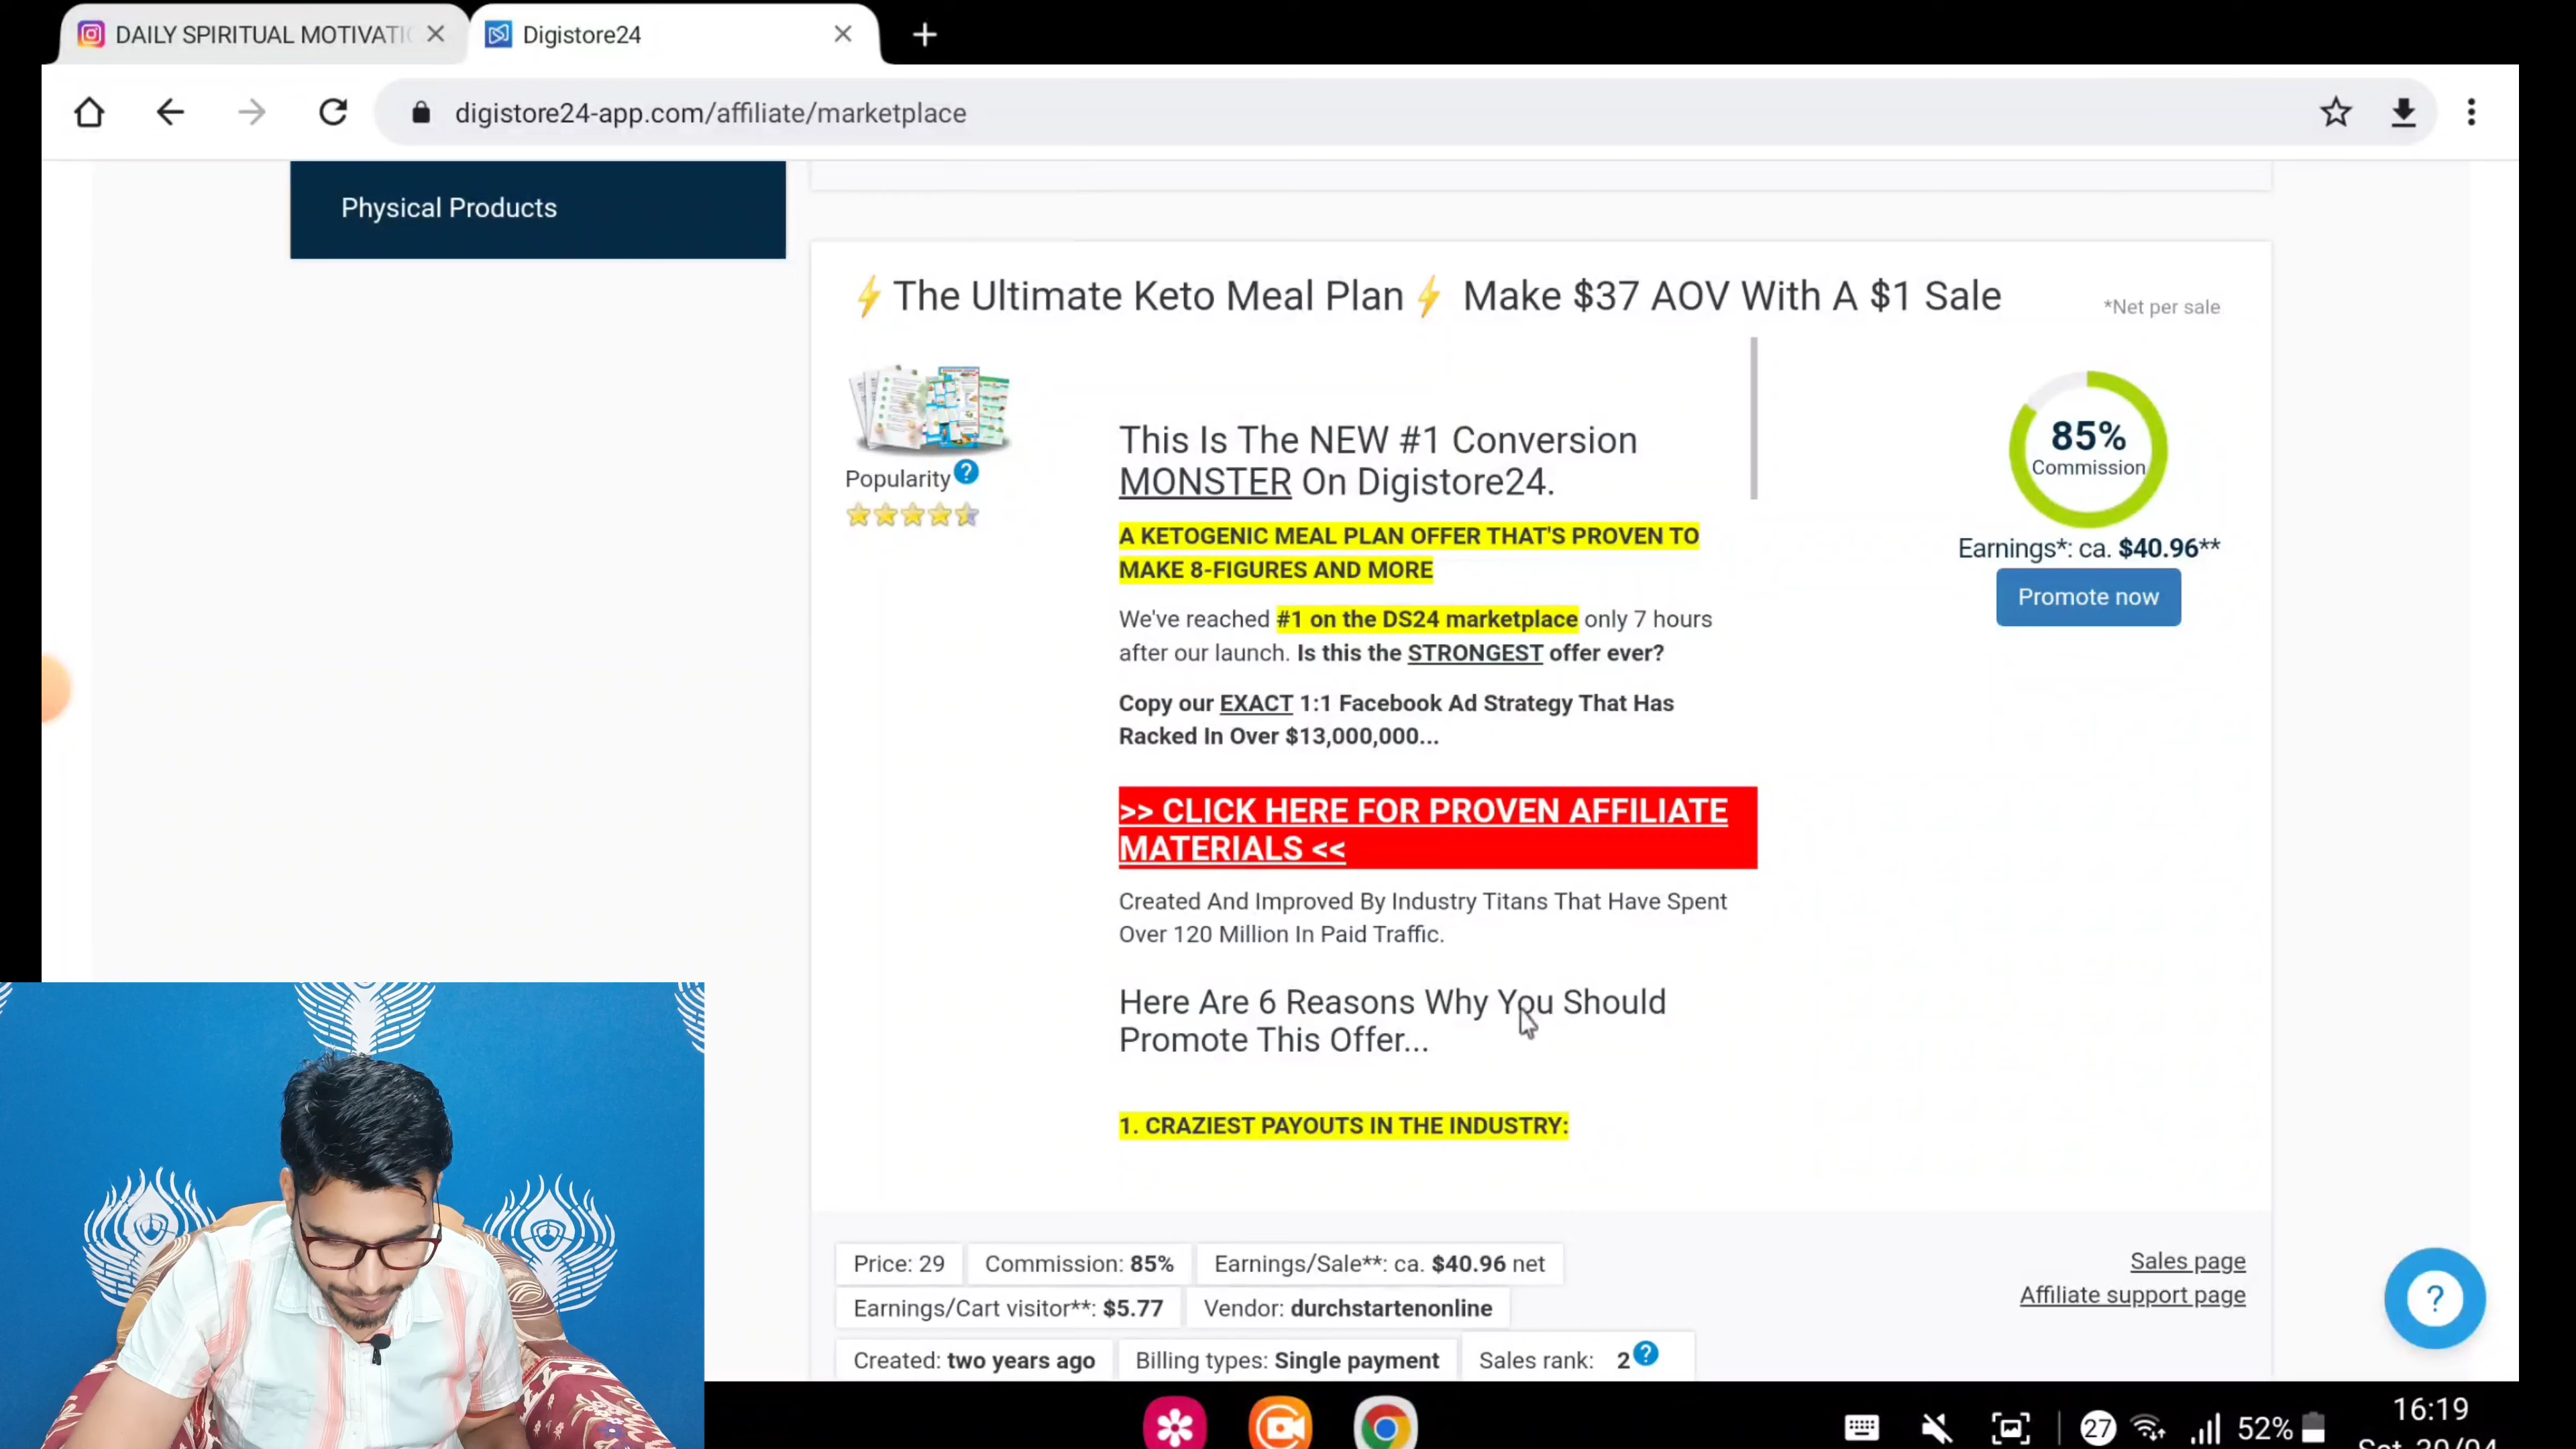 DAILY SPIRITUAL MOTIVATI
Digistore24
digistore24-app.com/affiliate/marketplace
Physical Products
The Ultimate Keto Meal Plan Make $37 AOV With A $1 Sale
*Net per sale
This Is The NEW #1 Conversion
MONSTER On Digistore24.
85%
Commission
Popularity ?
A KETOGENIC MEAL PLAN OFFER THAT'S PROVEN TO
MAKE 8-FIGURES AND MORE
Earnings*: ca. $40.96**
Promote now
We've reached #1 on the DS24 marketplace only 7 hours
after our launch. Is this the STRONGEST offer ever?
Copy our EXACT 1:1 Facebook Ad Strategy That Has
Racked In Over $13,000,000...
>> CLICK HERE FOR PROVEN AFFILIATE
MATERIALS <<
Created And Improved By Industry Titans That Have Spent
Over 120 Million In Paid Traffic.
Here Are 6 Reasons Why You Should
Promote This Offer...
1. CRAZIEST PAYOUTS IN THE INDUSTRY:
Price: 29 Commission: 85% Earnings/Sale**: ca. $40.96 net
Sales page
Earnings/Cart visitor**: $5.77 Vendor: durchstartenonline
Affiliate support page
?
Created: two years ago Billing types: Single payment Sales rank: 2 ?
27 52% 16:19